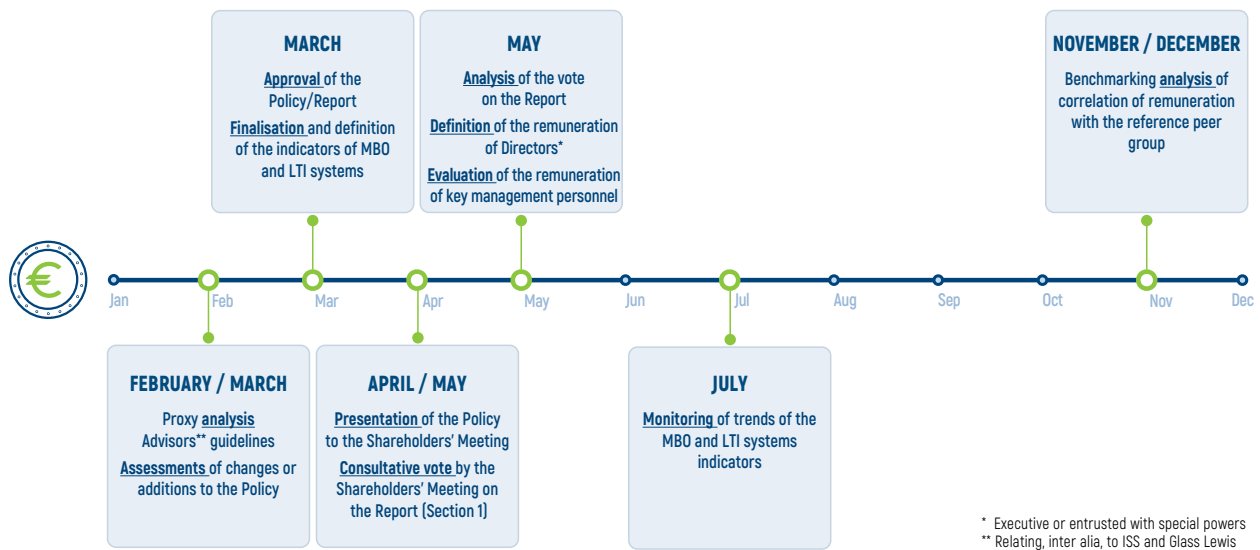 MARCH
Approval of the
Policy/Report
Finalisation and definition
of the indicators of MBO
and LTI systems
MAY
Analysis of the vote
on the Report
Definition of the remuneration
of Directors*
Evaluation of the remuneration
of key management personnel
NOVEMBER / DECEMBER
Benchmarking analysis of
correlation of remuneration
with the reference peer
group
€
Jan
Feb
Mar
Apr
May
Jun
Jul
Aug
Sep
Oct
Nov
Dec
FEBRUARY / MARCH
Proxy analysis
Advisors** guidelines
Assessments of changes or
additions to the Policy
APRIL / MAY
Presentation of the Policy
to the Shareholders' Meeting
Consultative vote by the
Shareholders' Meeting on
the Report (Section 1)
JULY
Monitoring of trends of the
MBO and LTI systems
indicators
* Executive or entrusted with special powers
** Relating, inter alia, to ISS and Glass Lewis